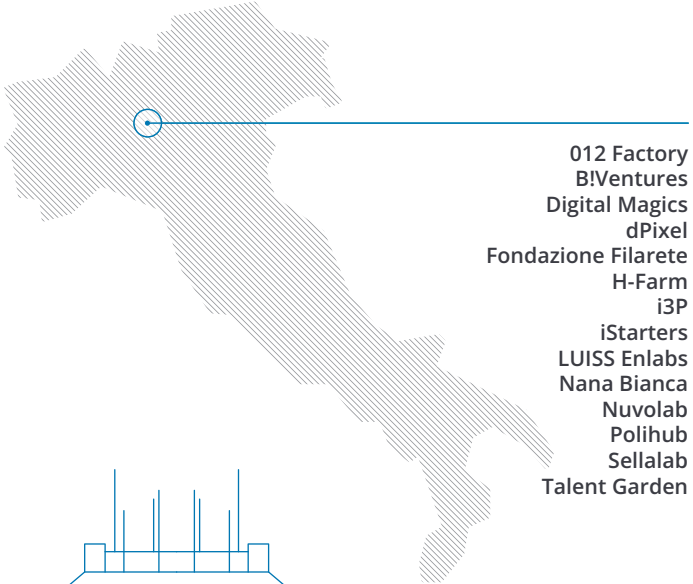 012 Factory
B!Ventures
Digital Magics
dPixel
Fondazione Filarete
H-Farm
i3P
iStarters
LUISS Enlabs
Nana Bianca
Nuvolab
Polihub
Sellalab
Talent Garden